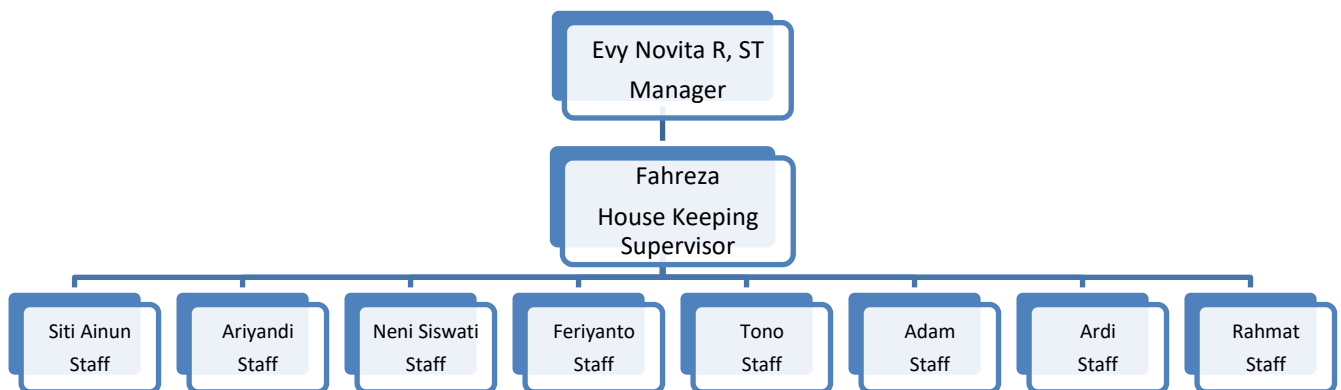 Evy Novita R, ST
Manager
Fahreza
House Keeping
Supervisor
Siti Ainun
Staff
Ariyandi
Staff
Neni Siswati
Staff
Feriyanto
Staff
Tono
Staff
Adam
Staff
Ardi
Staff
Rahmat
Staff